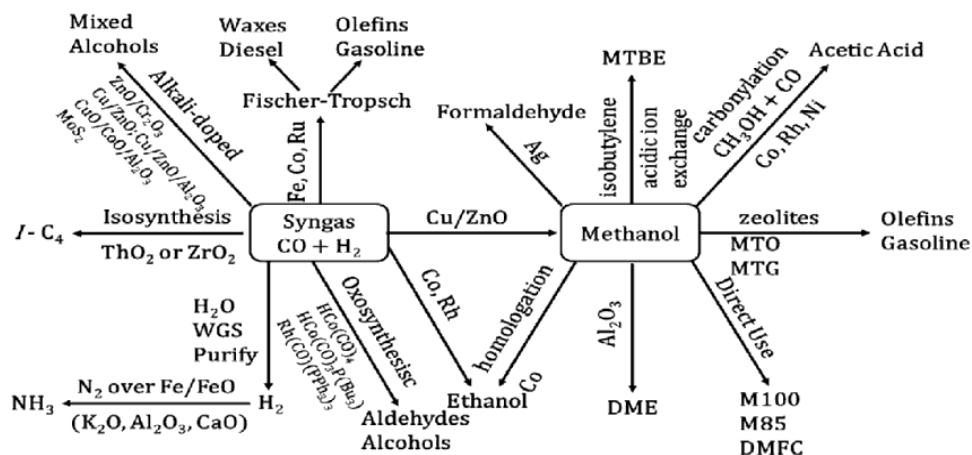 Mixed
Alcohols
Waxes
Diesel
Olefins
Gasoline
Fischer-Tropsch
Fe, Co, Ru
Alkali-doped
ZnO/Cr₂O₃
Cu/ZnO; Cu/ZnO/Al₂O₃
CuO/CoO/Al₂O₃
MoS₂
Isosynthesis
I- C₄
ThO₂ or ZrO₂
Syngas
CO + H₂
Cu/ZnO
Methanol
Formaldehyde
Ag
MTBE
isobutylene
acidic ion
exchange
carbonylation
CH₃OH + CO
Co, Rh, Ni
Acetic Acid
zeolites
MTO
MTG
Olefins
Gasoline
Direct Use
M100
M85
DMFC
Al₂O₃
DME
homologation
Co
Ethanol
Co, Rh
Oxosynthesisc
HCo(CO)₄
HCo(CO)₃P(Bu₃)
Rh(CO)(PPh₃)₃
Aldehydes
Alcohols
H₂O
WGS
Purify
H₂
N₂ over Fe/FeO
(K₂O, Al₂O₃, CaO)
NH₃